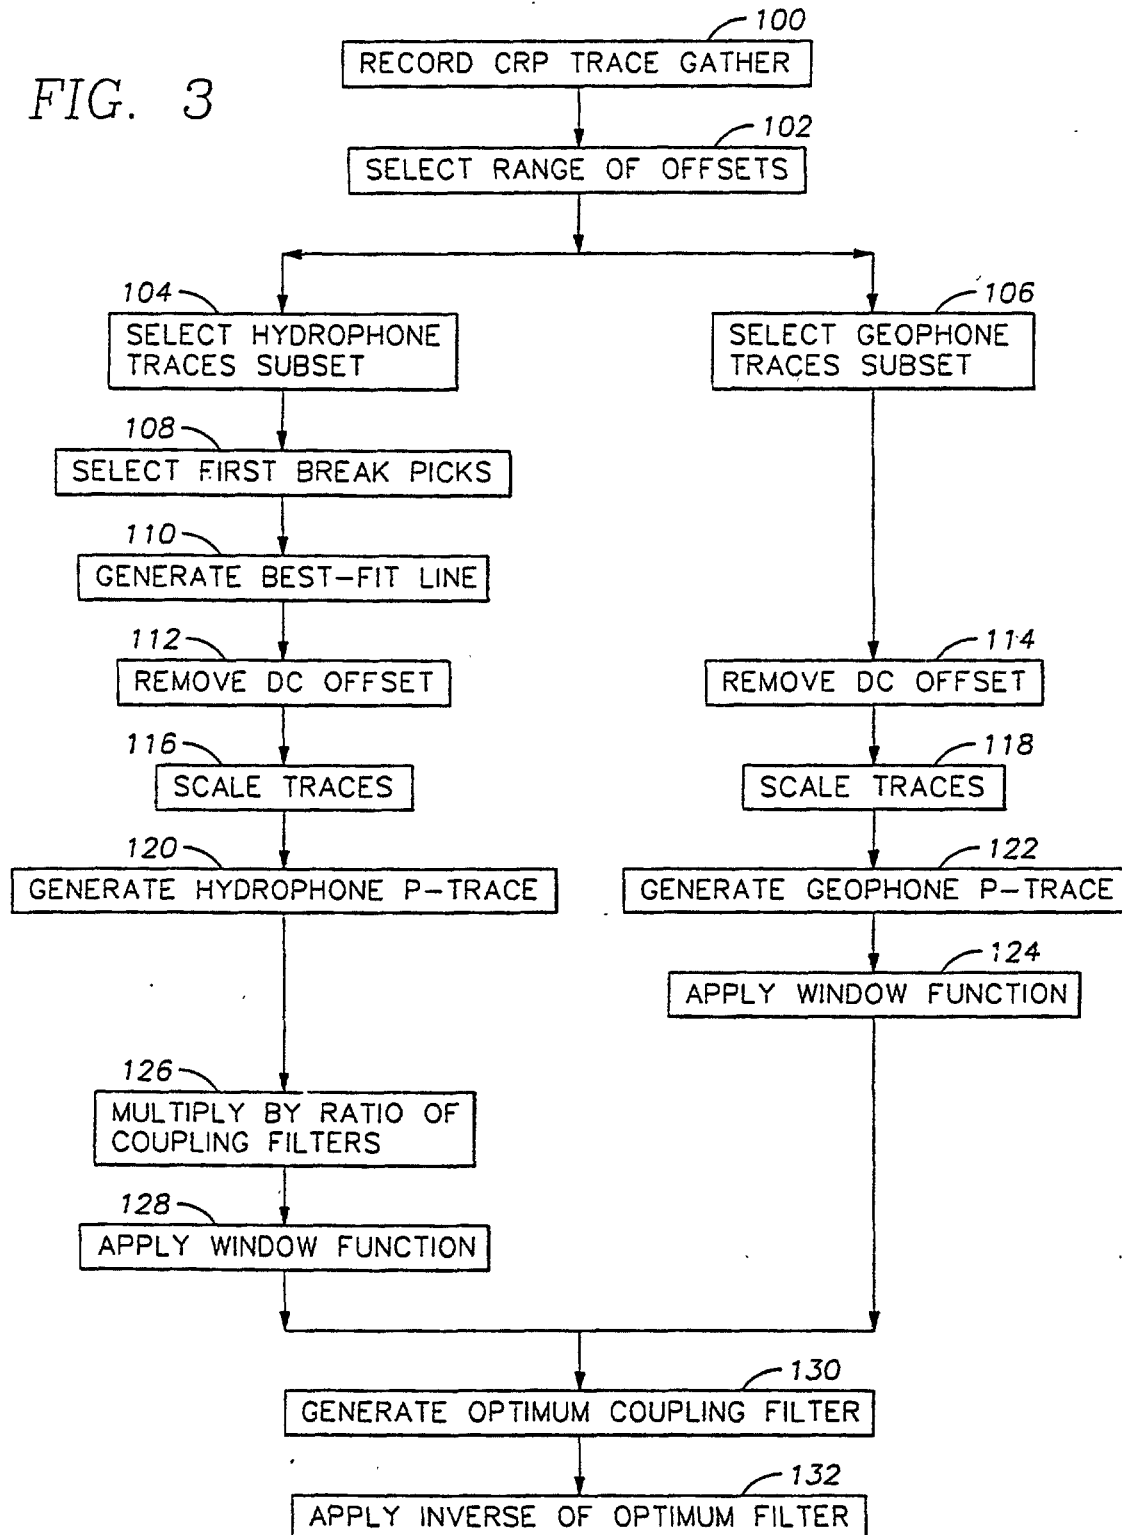 FIG. 3
100
RECORD CRP TRACE GATHER
102
SELECT RANGE OF OFFSETS
104
SELECT HYDROPHONE
TRACES SUBSET
106
SELECT GEOPHONE
TRACES SUBSET
108
SELECT FIRST BREAK PICKS
110
GENERATE BEST-FIT LINE
112
REMOVE DC OFFSET
114
REMOVE DC OFFSET
116
SCALE TRACES
118
SCALE TRACES
120
GENERATE HYDROPHONE P-TRACE
122
GENERATE GEOPHONE P-TRACE
124
APPLY WINDOW FUNCTION
126
MULTIPLY BY RATIO OF
COUPLING FILTERS
128
APPLY WINDOW FUNCTION
130
GENERATE OPTIMUM COUPLING FILTER
132
APPLY INVERSE OF OPTIMUM FILTER